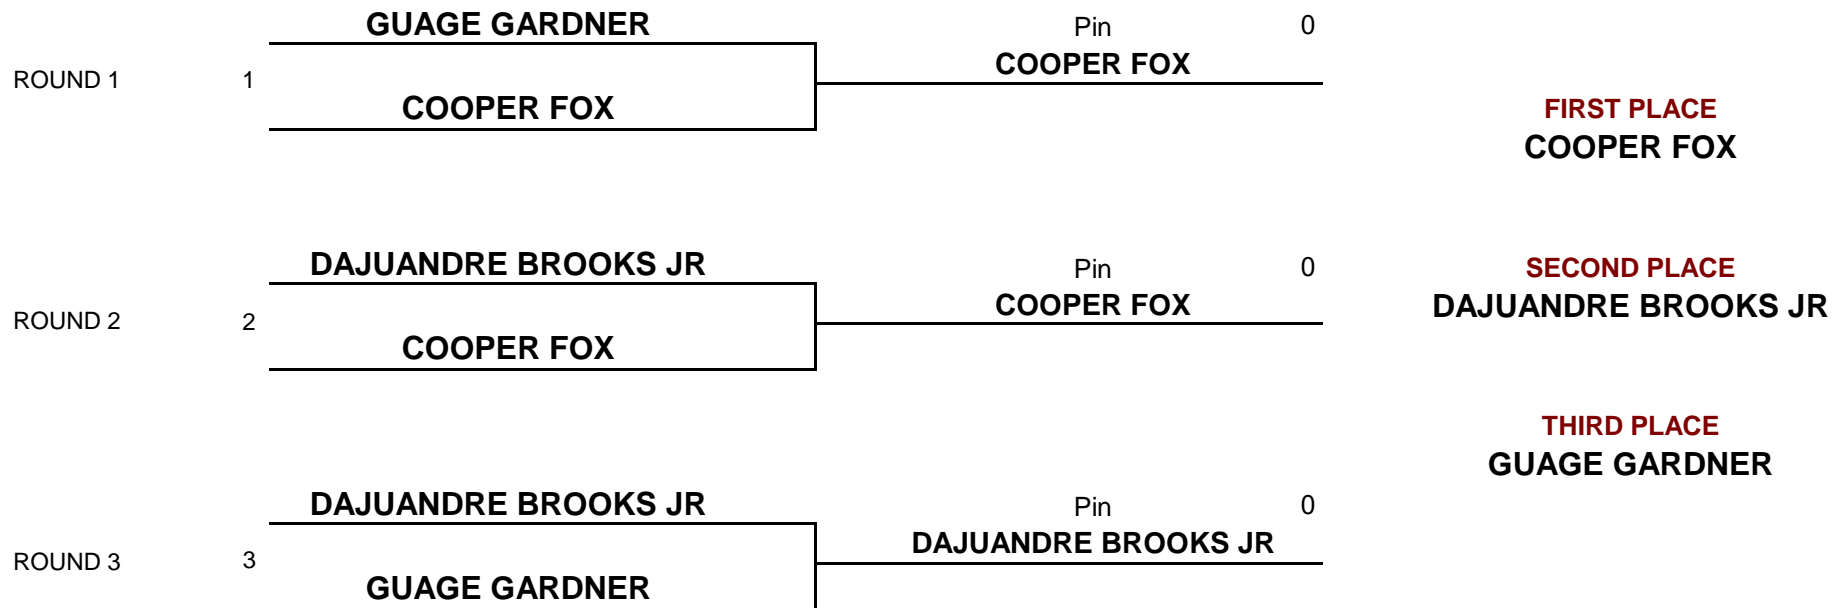 GUAGE GARDNER
Pin 0
COOPER FOX
ROUND 1 1
COOPER FOX
FIRST PLACE
COOPER FOX
DAJUANDRE BROOKS JR
Pin 0
SECOND PLACE
COOPER FOX
DAJUANDRE BROOKS JR
ROUND 2 2
COOPER FOX
THIRD PLACE
GUAGE GARDNER
DAJUANDRE BROOKS JR
Pin 0
DAJUANDRE BROOKS JR
ROUND 3 3
GUAGE GARDNER